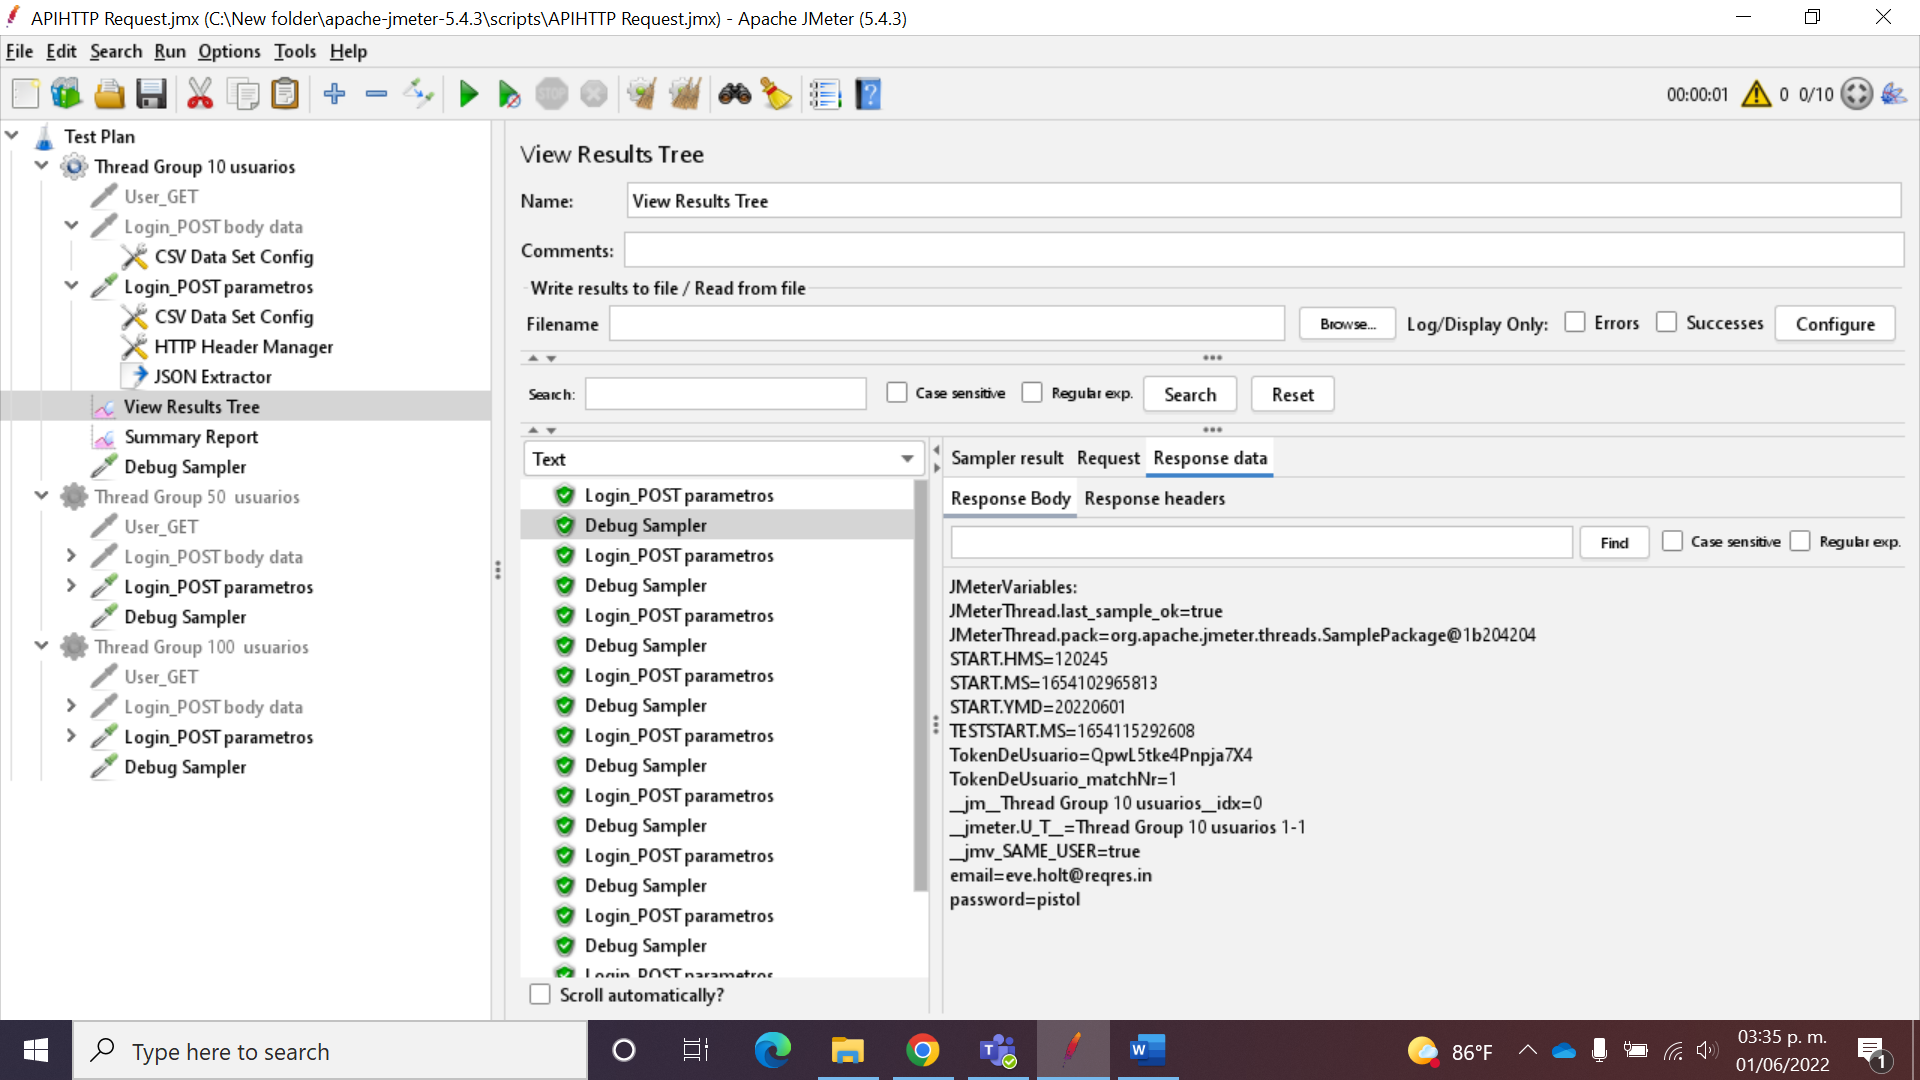 APIHTTP Request.jmx (C:\New folder\apache-jmeter-5.4.3\scripts\APIHTTP Request.jmx) - Apache JMeter (5.4.3)
File Edit Search Run Options Tools Help
STOP
00:00:01 0 0/10
Test Plan
Thread Group 10 usuarios
User_GET
Login_POST body data
CSV Data Set Config
Login_POST parametros
CSV Data Set Config
HTTP Header Manager
JSON Extractor
View Results Tree
Summary Report
Debug Sampler
Thread Group 50 usuarios
User_GET
Login_POST body data
Login_POST parametros
Debug Sampler
Thread Group 100 usuarios
User_GET
Login_POST body data
Login_POST parametros
Debug Sampler
View Results Tree
Name: View Results Tree
Comments:
Write results to file / Read from file
Filename Browse... Log/Display Only: Errors Successes Configure
Search: Case sensitive Regular exp. Search Reset
Text
Login_POST parametros
Debug Sampler
Login_POST parametros
Debug Sampler
Login_POST parametros
Debug Sampler
Login_POST parametros
Debug Sampler
Login_POST parametros
Debug Sampler
Login_POST parametros
Debug Sampler
Login_POST parametros
Debug Sampler
Login_POST parametros
Debug Sampler
Login_POST parametros
Scroll automatically?
Sampler result Request Response data
Response Body Response headers
Find Case sensitive Regular exp.
JMeterVariables:
JMeterThread.last_sample_ok=true
JMeterThread.pack=org.apache.jmeter.threads.SamplePackage@1b204204
START.HMS=120245
START.MS=1654102965813
START.YMD=20220601
TESTSTART.MS=1654115292608
TokenDeUsuario=QpwL5tke4Pnpja7X4
TokenDeUsuario_matchNr=1
__jm__Thread Group 10 usuarios__idx=0
__jmeter.U_T__=Thread Group 10 usuarios 1-1
__jmv_SAME_USER=true
email=eve.holt@reqres.in
password=pistol
Type here to search
86°F
03:35 p. m.
01/06/2022
1